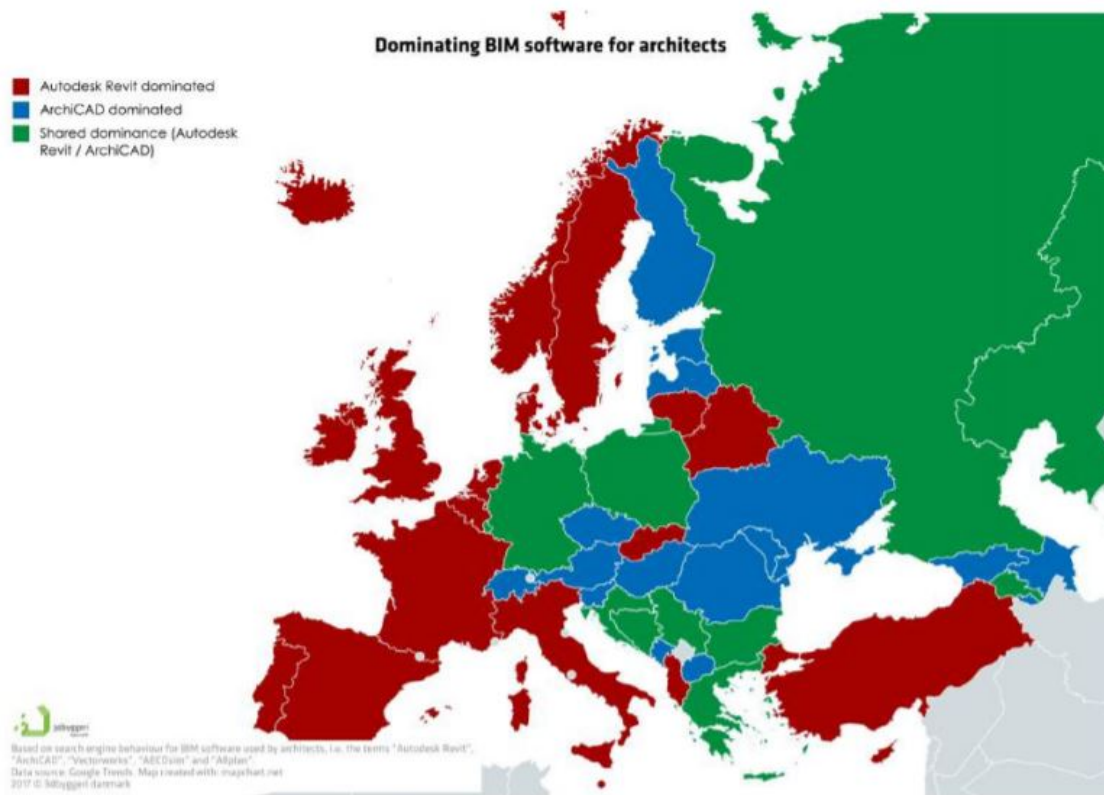 Dominating BIM software for architects
Autodesk Revit dominated
ArchiCAD dominated
Shared dominance (Autodesk
Revit / ArchiCAD)
3dbyggeri
Based on search engine behaviour for BIM software used by architects, i.e. the terms "Autodesk Revit",
"ArchiCAD", "Vectorworks", "AECOsim" and "Allplan".
Data source: Google Trends. Map created with: mapchart.net
2017 © 3dbyggeri danmark